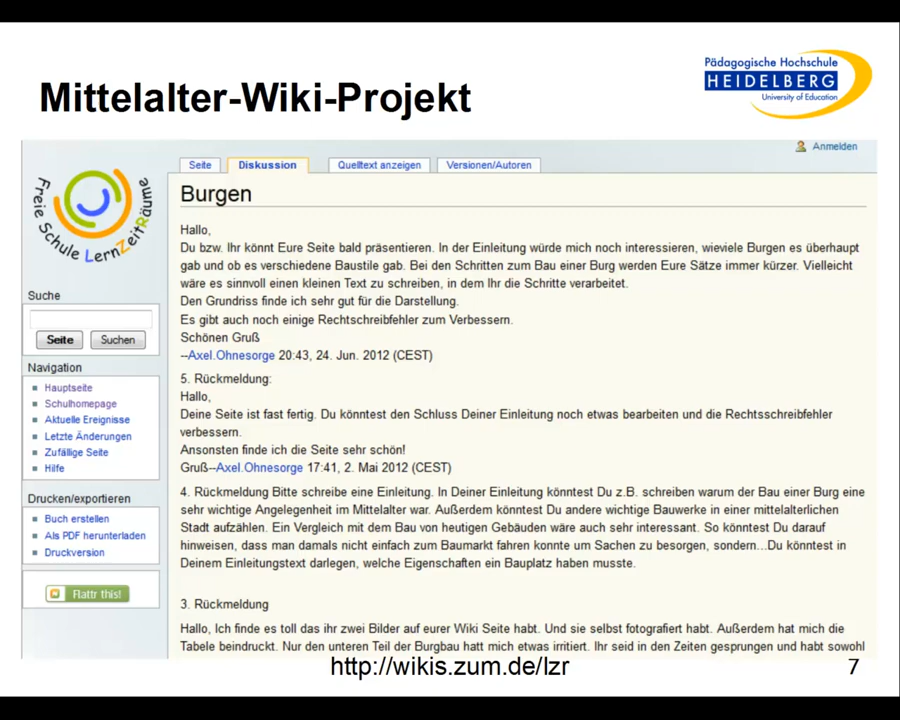 Mittelalter-Wiki-Projekt
Pädagogische Hochschule
HEIDELBERG
University of Education
Anmelden
Seite
Diskussion
Quelltext anzeigen
Versionen/Autoren
Freie Schule LernZeitRäume
Burgen
Hallo,
Du bzw. Ihr könnt Eure Seite bald präsentieren. In der Einleitung würde mich noch interessieren, wieviele Burgen es überhaupt
gab und ob es verschiedene Baustile gab. Bei den Schritten zum Bau einer Burg werden Eure Sätze immer kürzer. Vielleicht
wäre es sinnvoll einen kleinen Text zu schreiben, in dem Ihr die Schritte verarbeitet.
Den Grundriss finde ich sehr gut für die Darstellung.
Es gibt auch noch einige Rechtschreibfehler zum Verbessern.
Schönen Gruß
--Axel.Ohnesorge 20:43, 24. Jun. 2012 (CEST)
5. Rückmeldung:
Hallo,
Deine Seite ist fast fertig. Du könntest den Schluss Deiner Einleitung noch etwas bearbeiten und die Rechtsschreibfehler
verbessern.
Ansonsten finde ich die Seite sehr schön!
Gruß--Axel.Ohnesorge 17:41, 2. Mai 2012 (CEST)
4. Rückmeldung Bitte schreibe eine Einleitung. In Deiner Einleitung könntest Du z.B. schreiben warum der Bau einer Burg eine
sehr wichtige Angelegenheit im Mittelalter war. Außerdem könntest Du andere wichtige Bauwerke in einer mittelalterlichen
Stadt aufzählen. Ein Vergleich mit dem Bau von heutigen Gebäuden wäre auch sehr interessant. So könntest Du darauf
hinweisen, dass man damals nicht einfach zum Baumarkt fahren konnte um Sachen zu besorgen, sondern...Du könntest in
Deinem Einleitungstext darlegen, welche Eigenschaften ein Bauplatz haben musste.
3. Rückmeldung
Hallo, Ich finde es toll das ihr zwei Bilder auf eurer Wiki Seite habt. Und sie selbst fotografiert habt. Außerdem hat mich die
Tabele beindruckt. Nur den unteren Teil der Burgbau hatt mich etwas irritiert. Ihr seid in den Zeiten gesprungen und habt sowohl
Suche
Seite
Suchen
Navigation
Hauptseite
Schulhomepage
Aktuelle Ereignisse
Letzte Änderungen
Zufällige Seite
Hilfe
Drucken/exportieren
Buch erstellen
Als PDF herunterladen
Druckversion
Flattr this!
http://wikis.zum.de/lzr
7